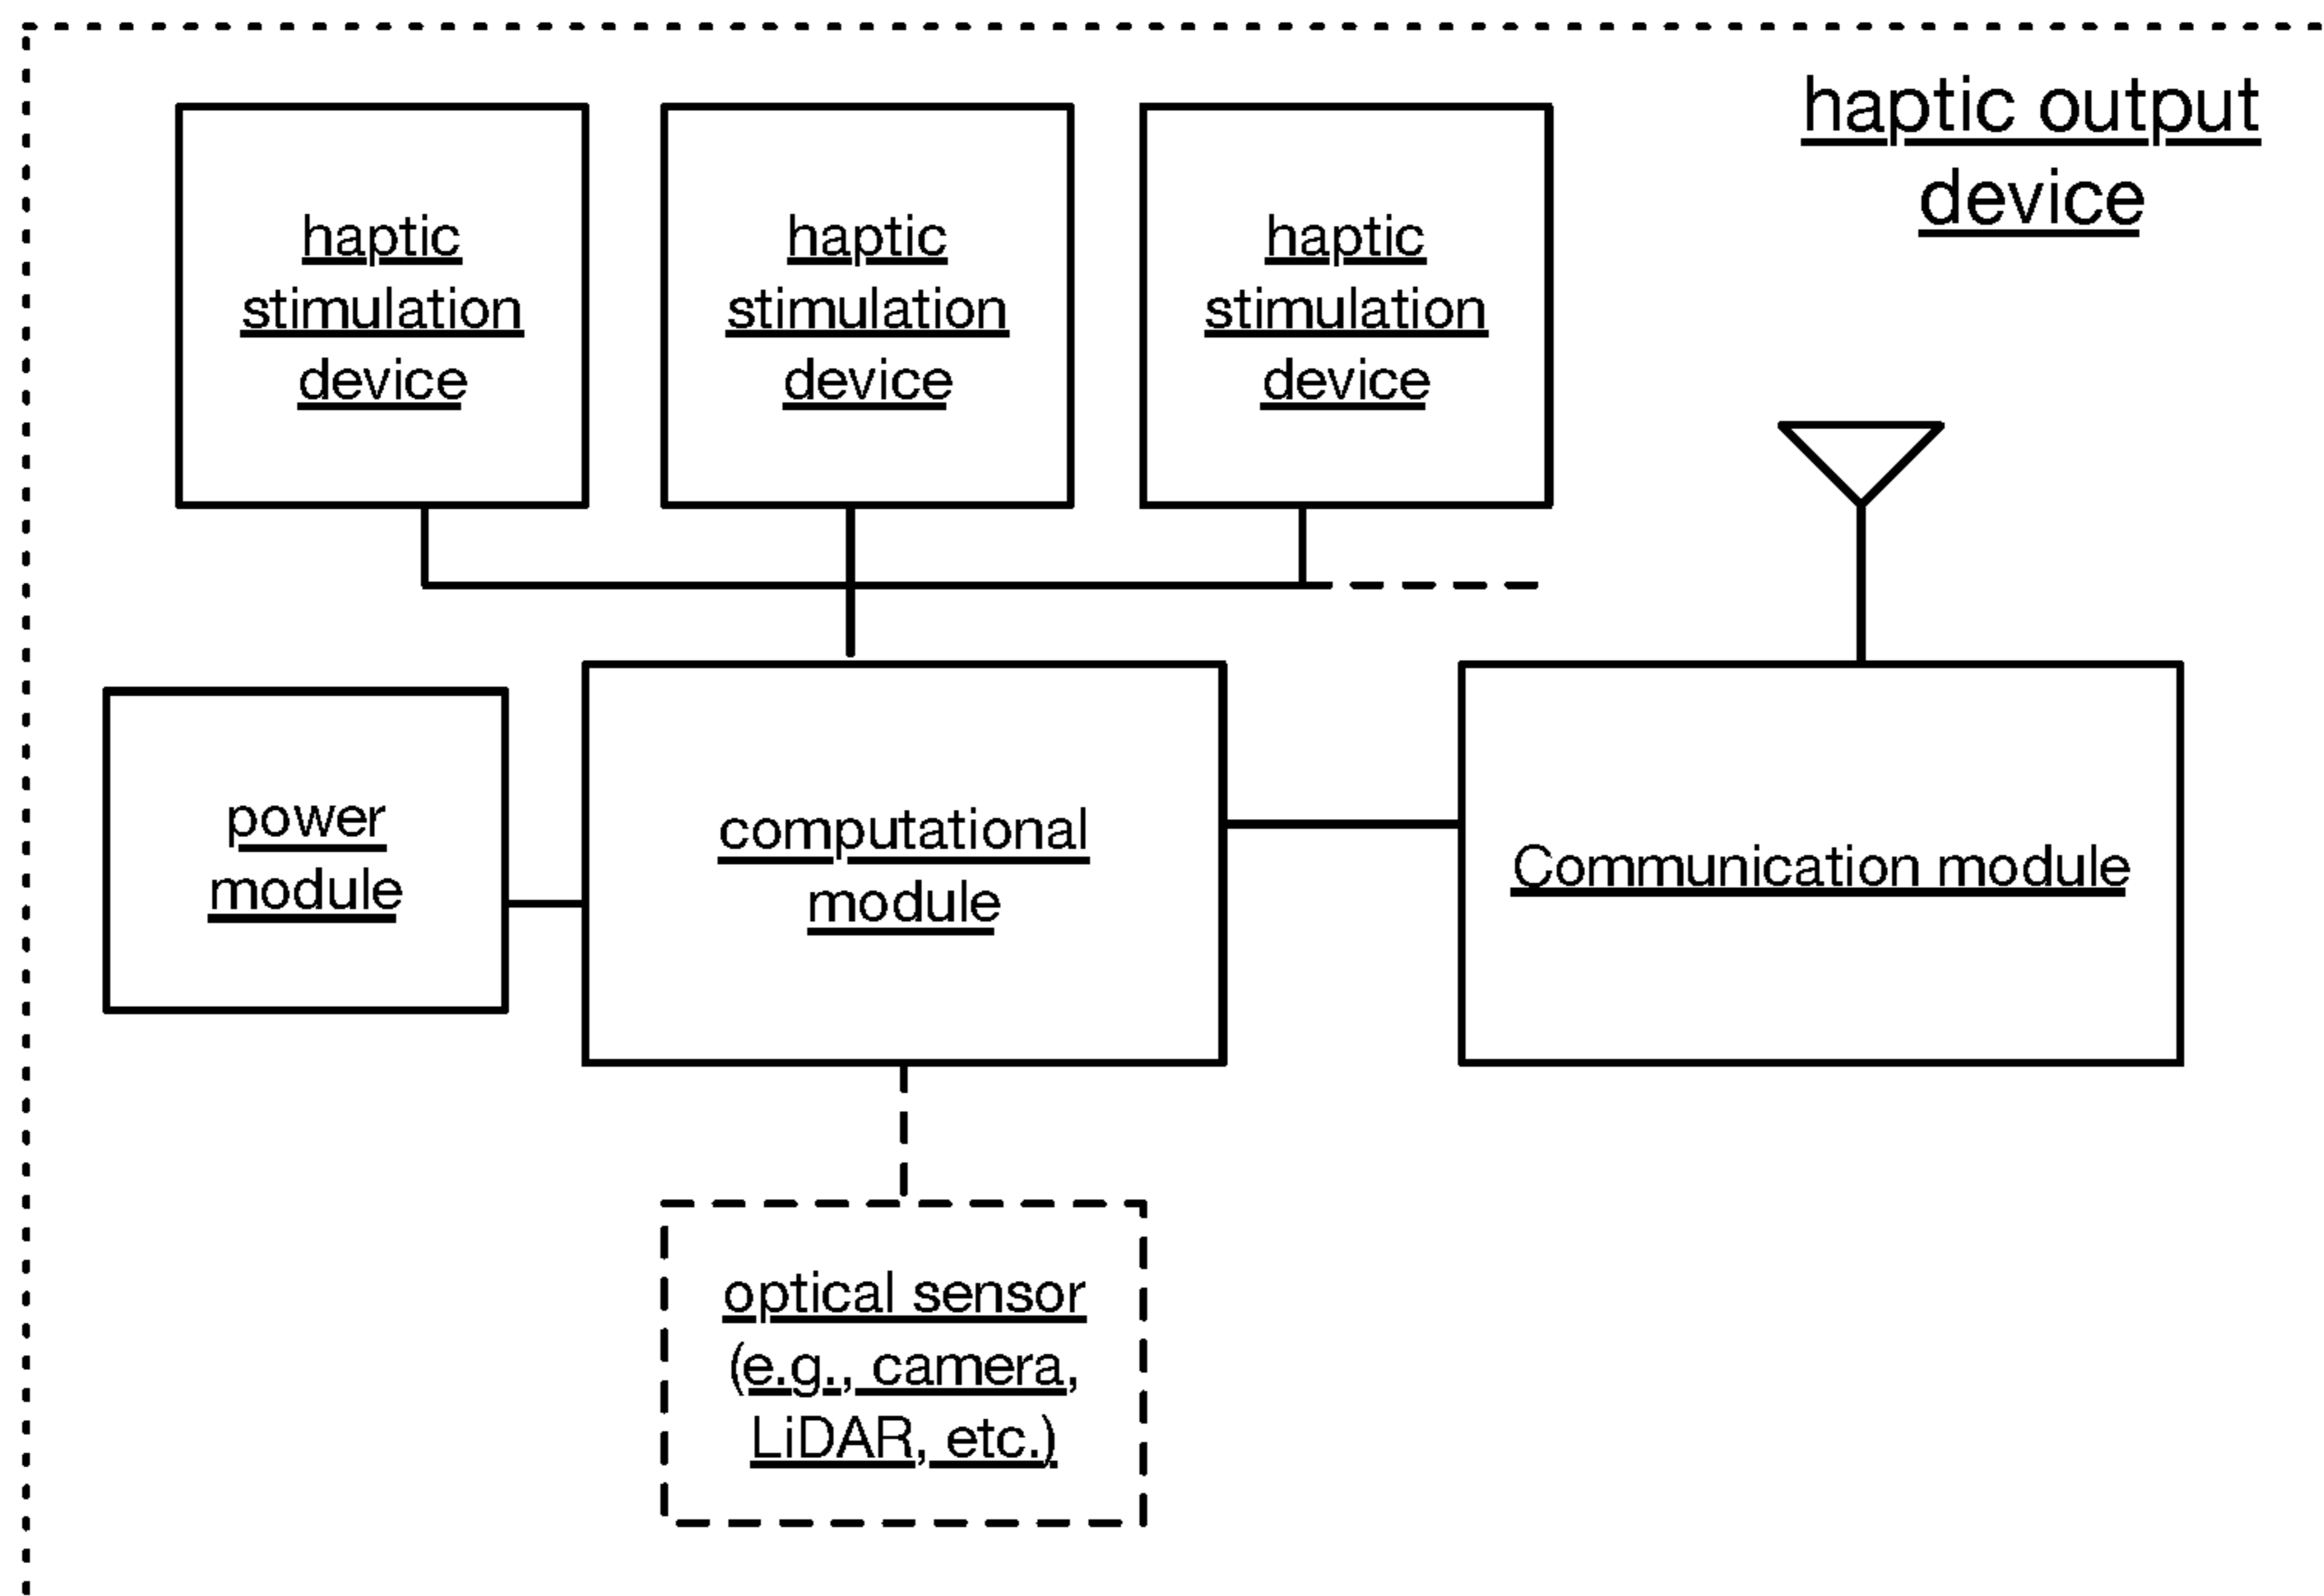 haptic output
device
haptic
stimulation
device
haptic
stimulation
device
haptic
stimulation
device
power
module
computational
module
Communication module
optical sensor
(e.g., camera,
LiDAR, etc.)